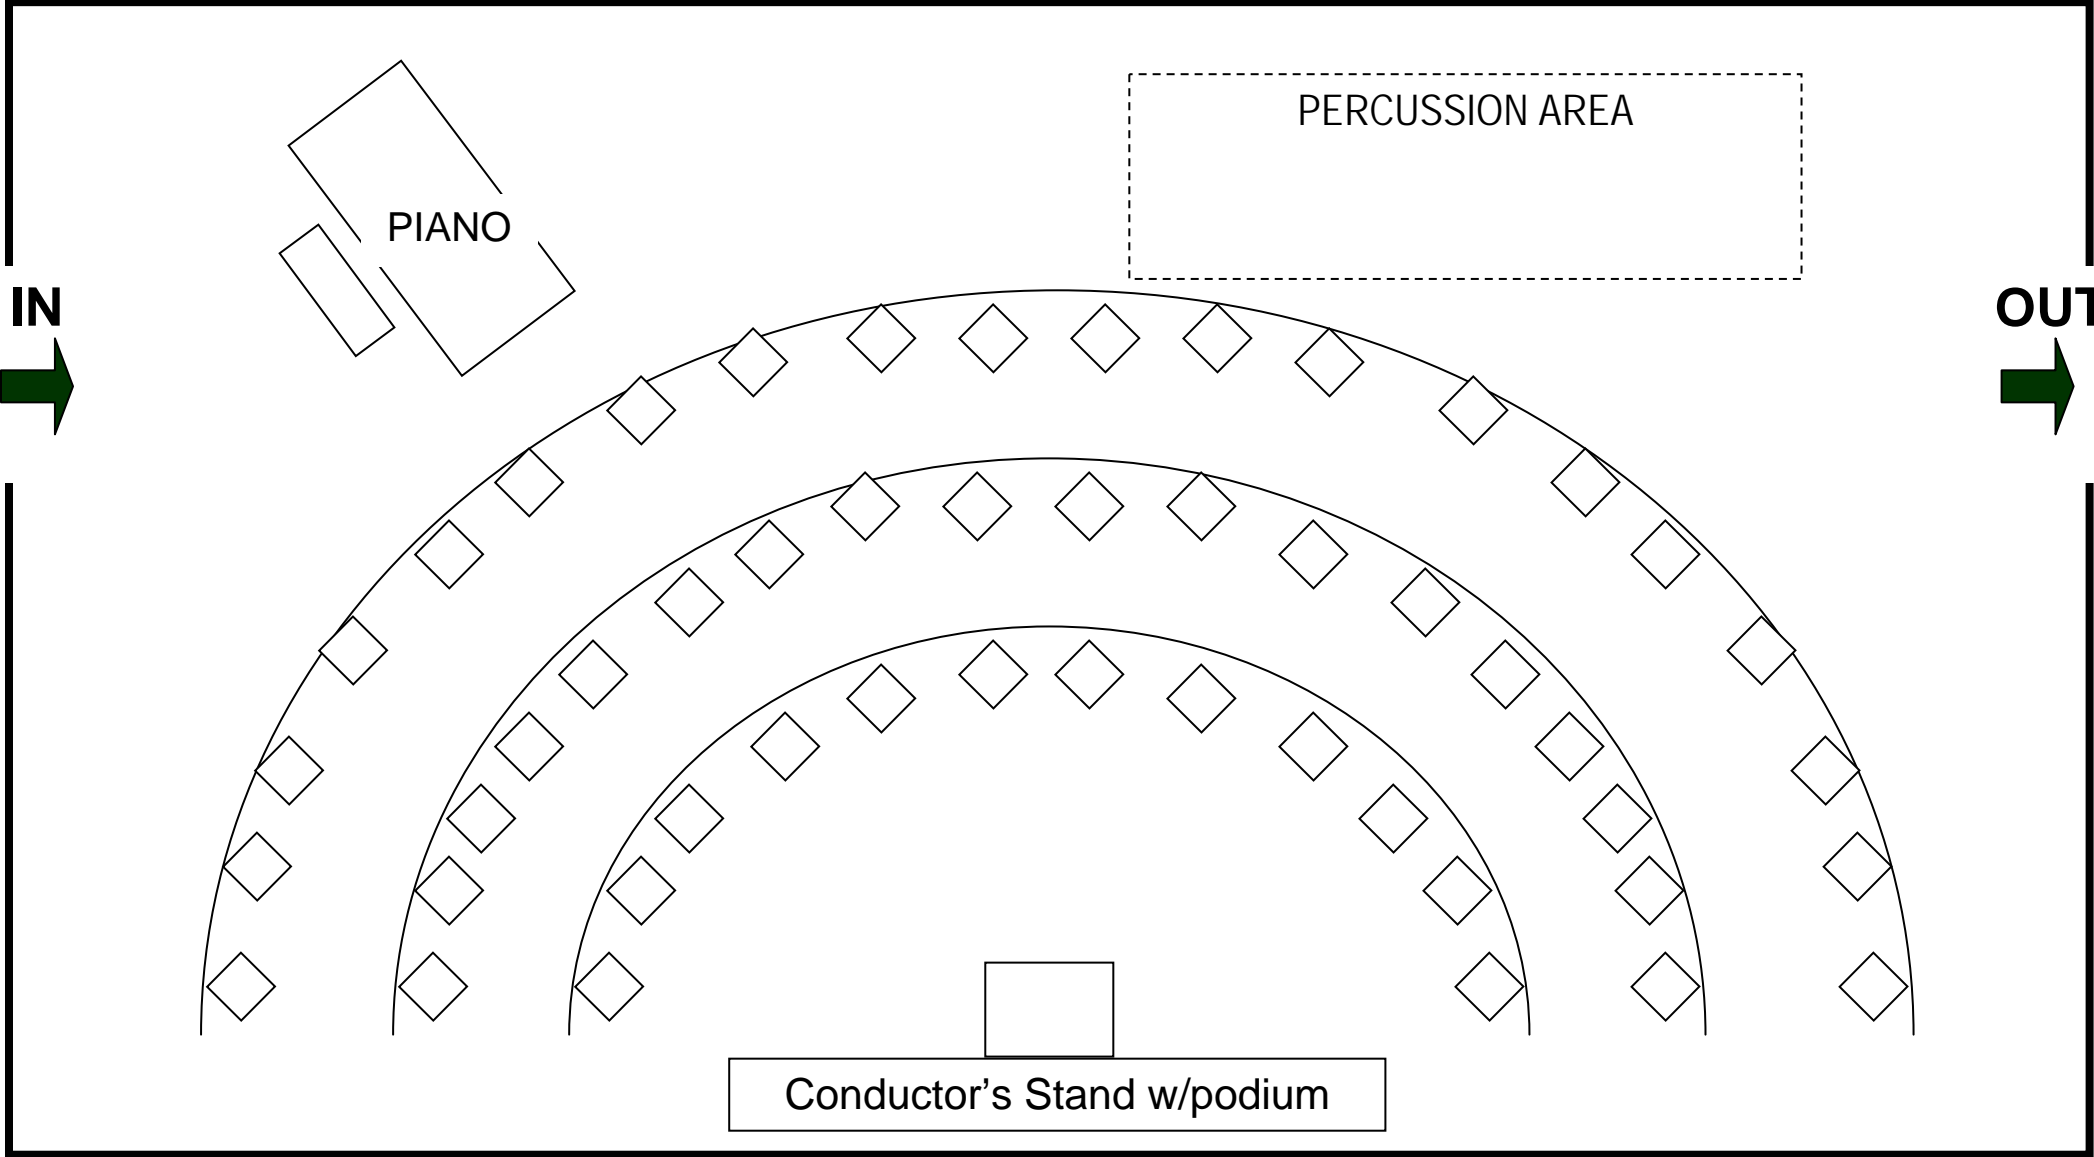 PERCUSSION AREA
PIANO
IN
OUT
Conductor’s Stand w/podium